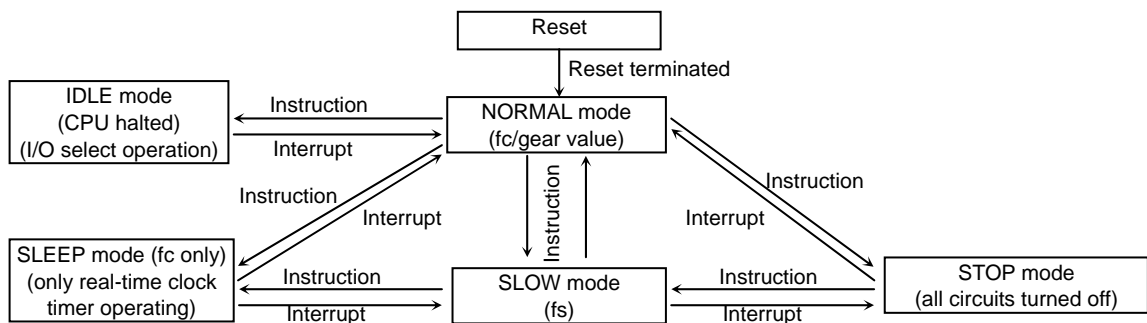 Reset
Reset terminated
IDLE mode
(CPU halted)
(I/O select operation)
Instruction
Interrupt
NORMAL mode
(fc/gear value)
Instruction
Interrupt
Instruction
Instruction
Interrupt
SLEEP mode (fc only)
(only real-time clock
timer operating)
Instruction
Interrupt
SLOW mode
(fs)
Instruction
Interrupt
STOP mode
(all circuits turned off)